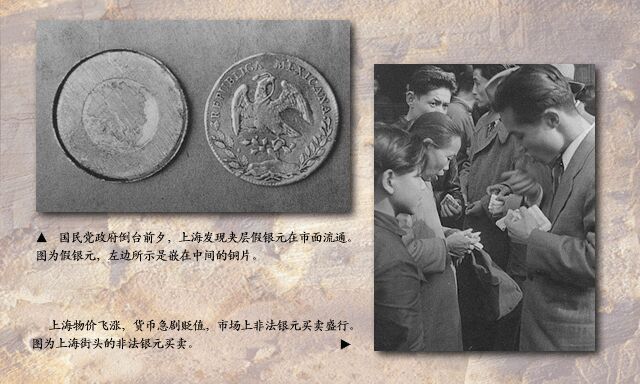 REPUBLICA MEXICANA
▲ 国民党政府倒台前夕，上海发现夹层假银元在市面流通。
图为假银元，左边所示是嵌在中间的铜片。
上海物价飞涨，货币急剧贬值，市场上非法银元买卖盛行。
图为上海街头的非法银元买卖。 ▶